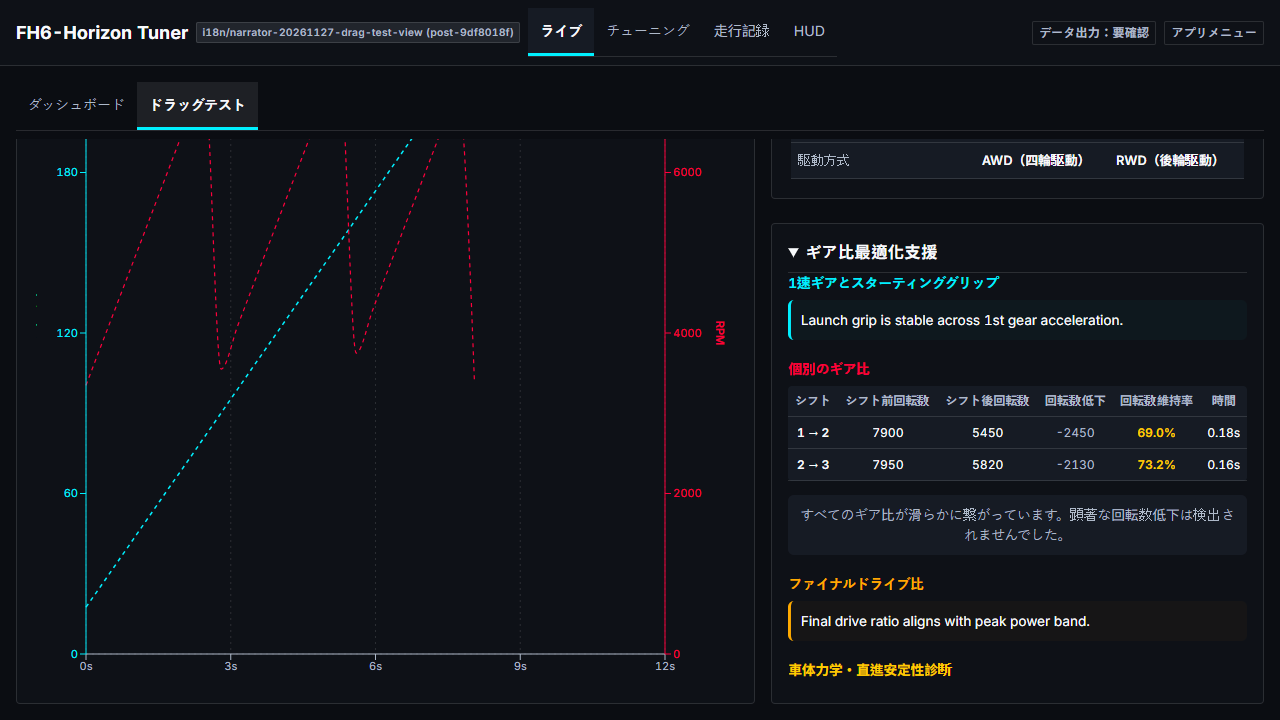 FH6-Horizon Tuner
i18n/narrator-20261127-drag-test-view (post-9df8018f)
ライブ
チューニング
走行記録
HUD
データ出力：要確認
アプリメニュー
ダッシュボード
ドラッグテスト
180
120
60
0
6000
4000
2000
0
RPM
0s
3s
6s
9s
12s
駆動方式 AWD（四輪駆動） RWD（後輪駆動）
▼ ギア比最適化支援
1速ギアとスターティンググリップ
Launch grip is stable across 1st gear acceleration.
個別のギア比
シフト シフト前回転数 シフト後回転数 回転数低下 回転数維持率 時間
1 → 2 7900 5450 -2450 69.0% 0.18s
2 → 3 7950 5820 -2130 73.2% 0.16s
すべてのギア比が滑らかに繋がっています。顕著な回転数低下は検出さ
れませんでした。
ファイナルドライブ比
Final drive ratio aligns with peak power band.
車体力学・直進安定性診断